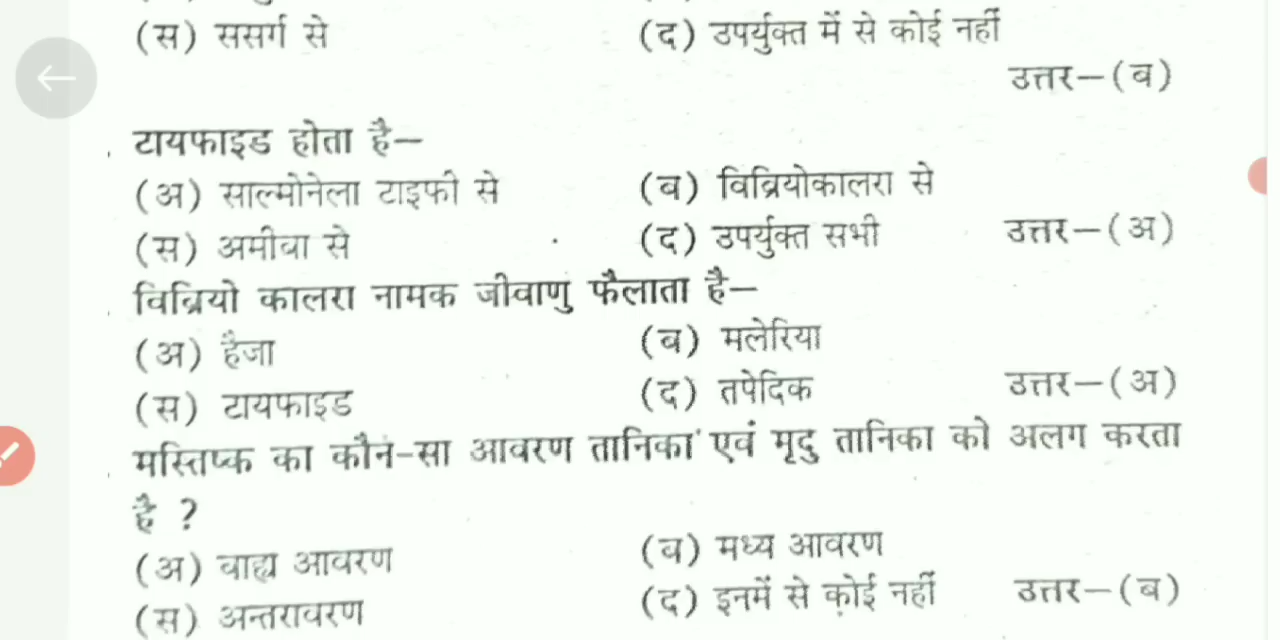 (स) ससर्ग से (द) उपर्युक्त में से कोई नहीं
उत्तर–(ब)
टायफाइड होता है–
(अ) साल्मोनेला टाइफी से (ब) विब्रियोकालरा से
(स) अमीबा से (द) उपर्युक्त सभी उत्तर–(अ)
विब्रियो कालरा नामक जीवाणु फैलाता है–
(अ) हैजा (ब) मलेरिया
(स) टायफाइड (द) तपेदिक उत्तर–(अ)
मस्तिष्क का कौन-सा आवरण तानिका एवं मृदु तानिका को अलग करता
है ?
(अ) बाह्य आवरण (ब) मध्य आवरण
(स) अन्तरावरण (द) इनमें से कोई नहीं उत्तर–(ब)